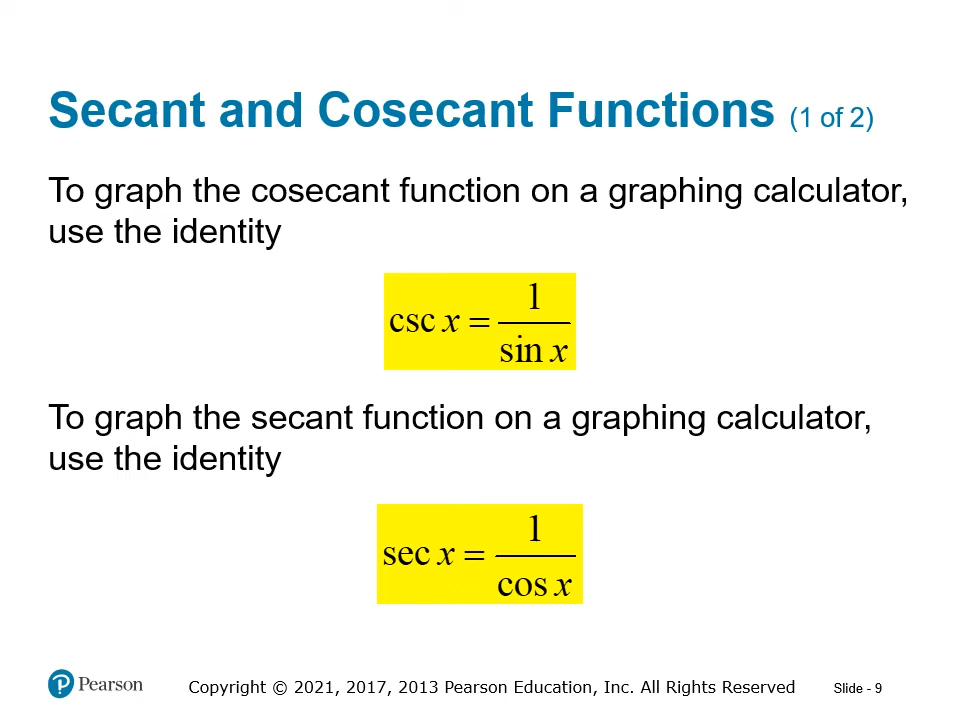 Secant and Cosecant Functions (1 of 2)
To graph the cosecant function on a graphing calculator,
use the identity
csc x = 1/sin x
To graph the secant function on a graphing calculator,
use the identity
sec x = 1/cos x
Pearson Copyright © 2021, 2017, 2013 Pearson Education, Inc. All Rights Reserved Slide - 9